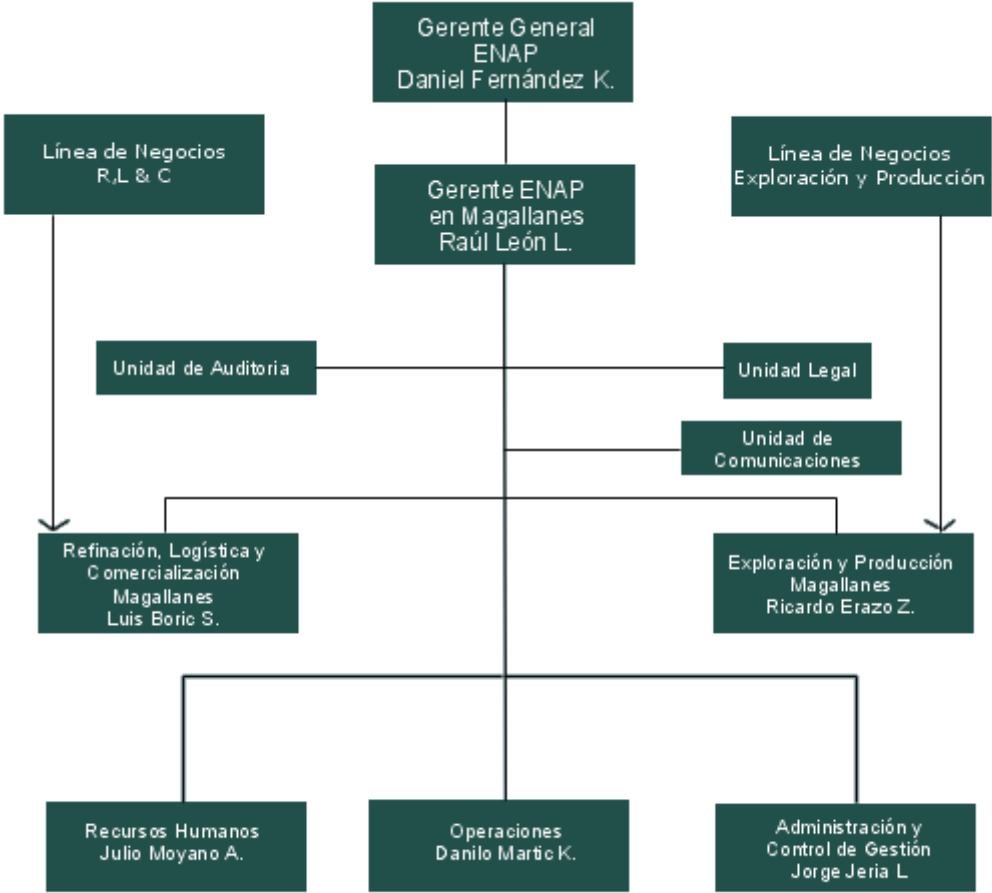 Gerente General
ENAP
Daniel Fernández K.
Línea de Negocios
R,L & C
Línea de Negocios
Exploración y Producción
Gerente ENAP
en Magallanes
Raúl León L.
Unidad de Auditoria
Unidad Legal
Unidad de
Comunicaciones
Refinación, Logística y
Comercialización
Magallanes
Luis Boric S.
Exploración y Producción
Magallanes
Ricardo Erazo Z.
Recursos Humanos
Julio Moyano A.
Operaciones
Danilo Martic K.
Administración y
Control de Gestión
Jorge Jeria L